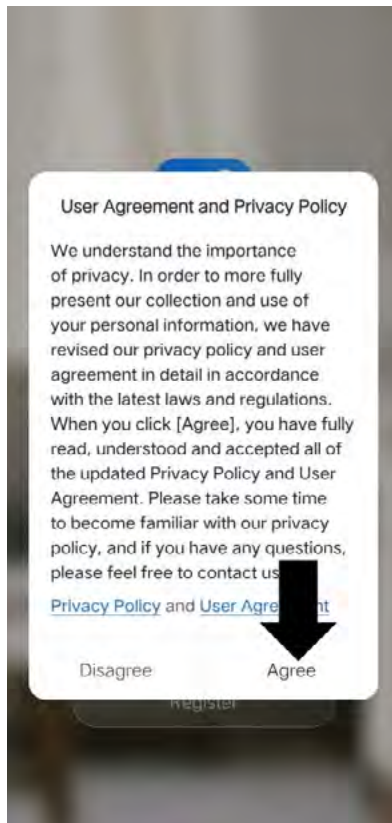 User Agreement and Privacy Policy
We understand the importance
of privacy. In order to more fully
present our collection and use of
your personal information, we have
revised our privacy policy and user
agreement in detail in accordance
with the latest laws and regulations.
When you click [Agree], you have fully
read, understood and accepted all of
the updated Privacy Policy and User
Agreement. Please take some time
to become familiar with our privacy
policy, and if you have any questions,
please feel free to contact us
Privacy Policy and User
Disagree Agree
Register